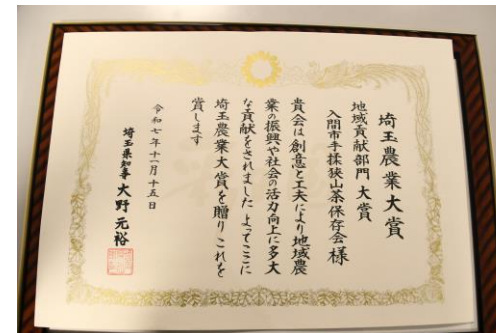 埼玉農業大賞
地域貢献部門 大賞
入間市手揉狭山茶保存会 様
貴会は創意と工夫により地域農
業の振興や社会の活力向上に多大
な貢献をされました よってここに
埼玉農業大賞を贈り これを
賞します
令和七年十一月十五日
埼玉県知事 大野元裕